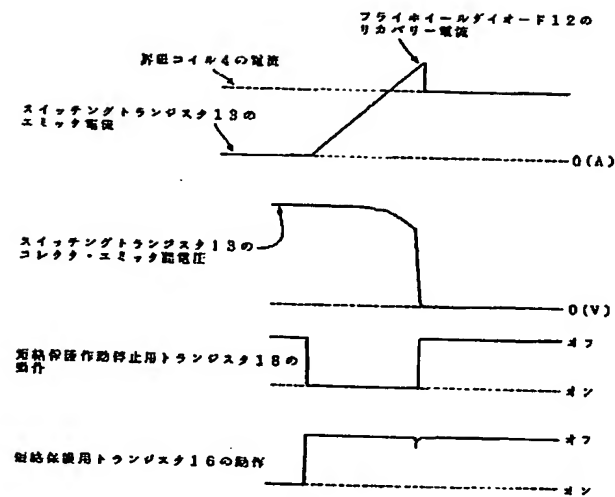 フライホイールダイオード12の
リカバリー電流
界磁コイル4の電流
スイッチングトランジスタ13の
エミッタ電流
0(A)
スイッチングトランジスタ13の
コレクタ・エミッタ間電圧
0(V)
短絡保護作動停止用トランジスタ18の
動作
オフ
オン
短絡保護用トランジスタ16の動作
オフ
オン